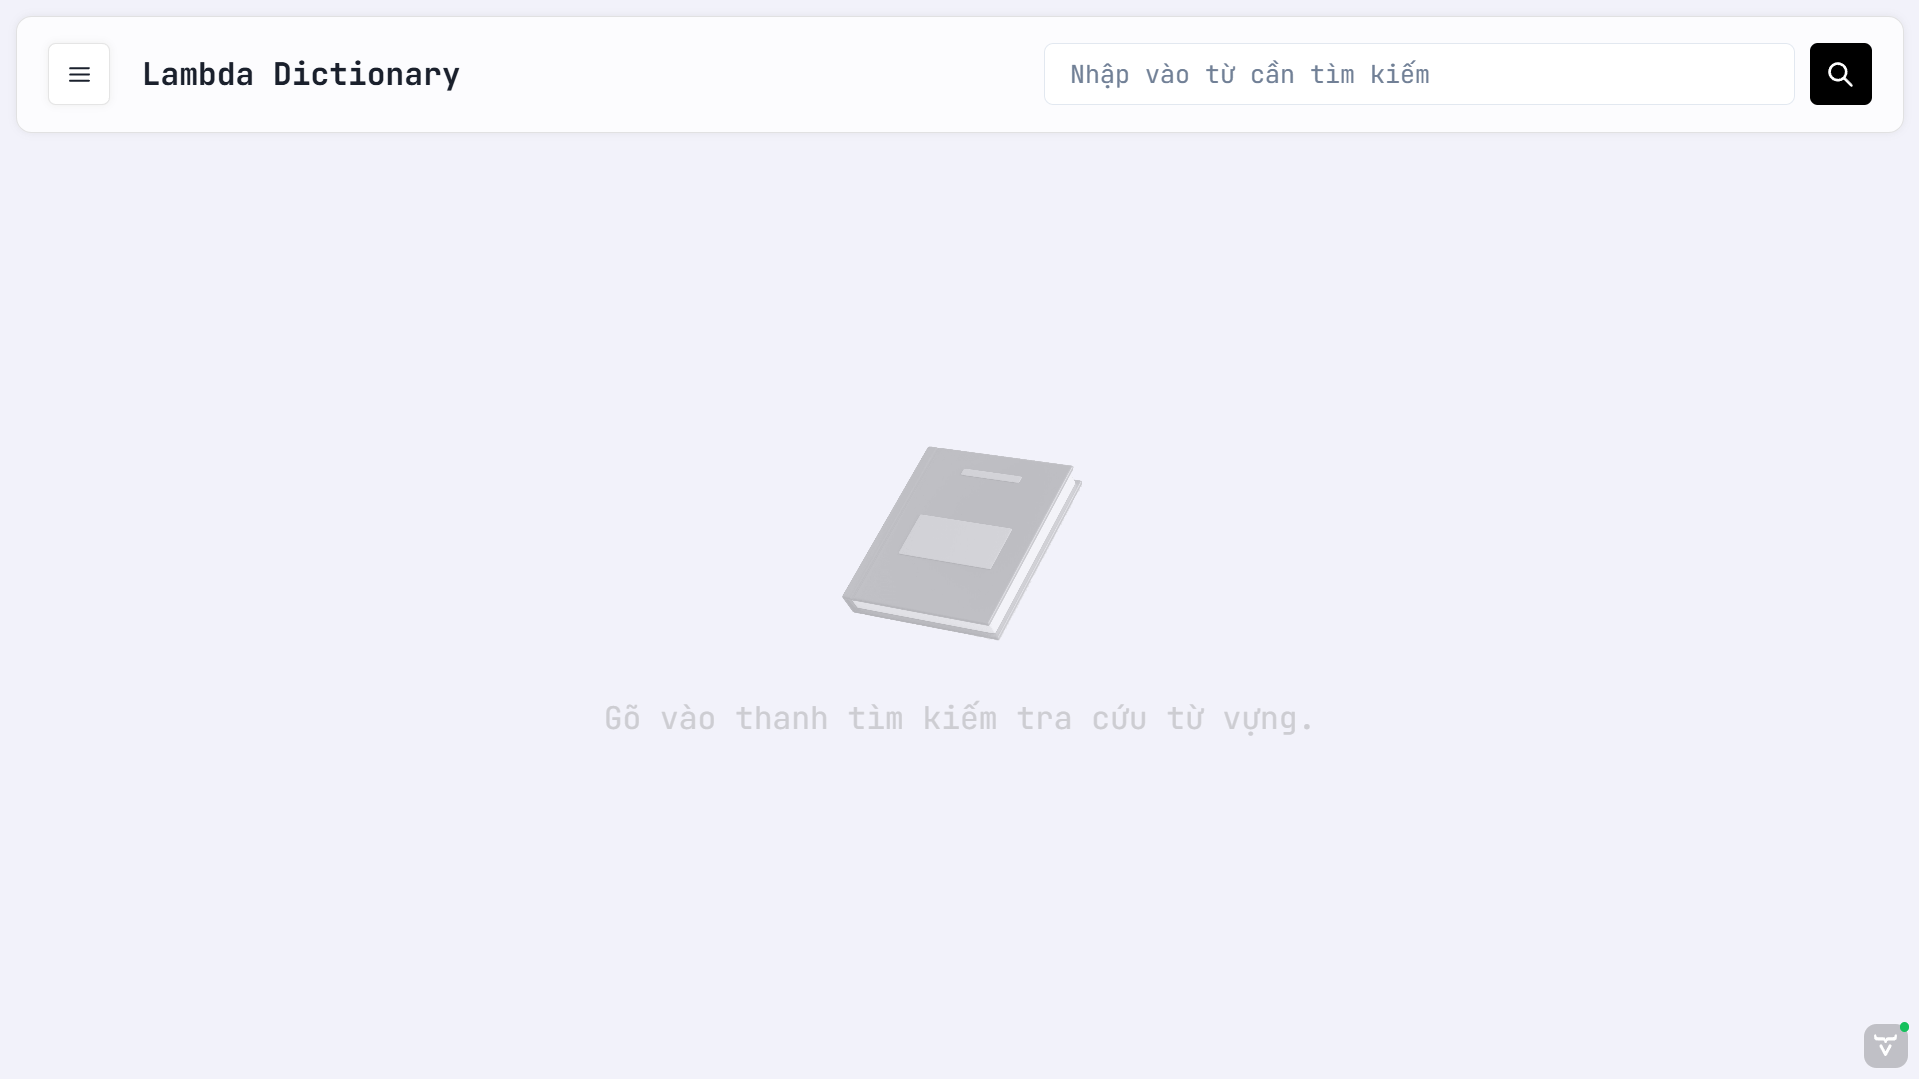 Lambda Dictionary
Nhập vào từ cần tìm kiếm
Gõ vào thanh tìm kiếm tra cứu từ vựng.